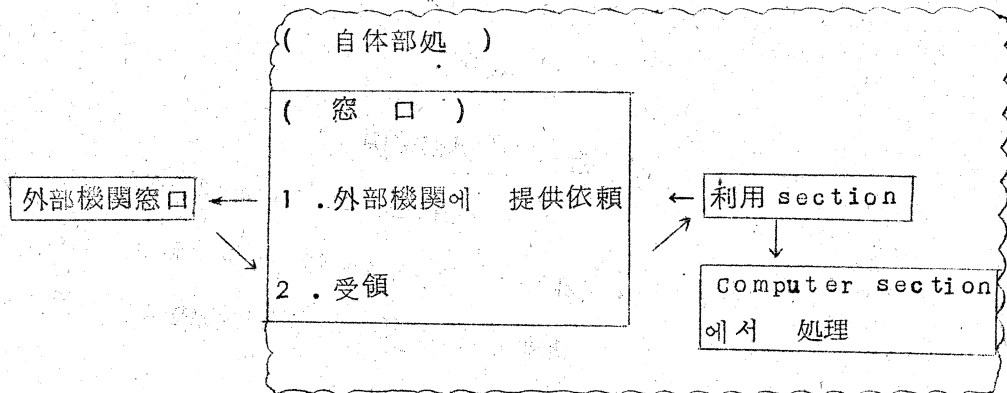 ( 自体部処 )
( 窓 口 )
外部機関窓口 ← 1 .外部機関에 提供依頼 ← 利用 section
2 .受領
Computer section
에서 処理